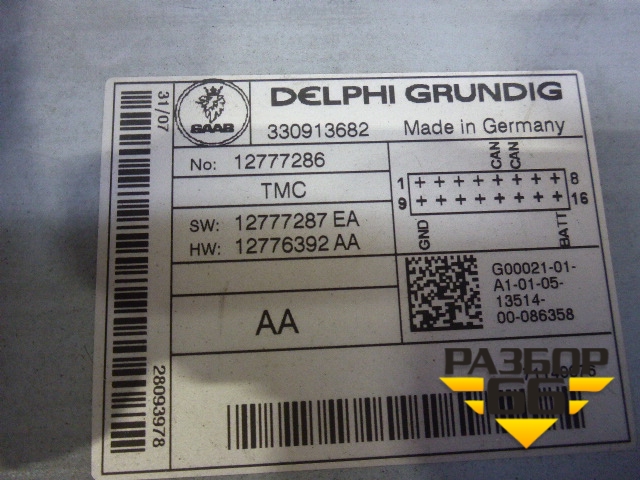 31/07
SAAB
DELPHI GRUNDIG
330913682
Made in Germany
No: 12777286
TMC
SW: 12777287 EA
HW: 12776392 AA
CAN
CAN
1 8
9 16
GND
BATT
AA
G00021-01-
A1-01-05-
13514-
00-086358
28093978
РАЗБОР
66